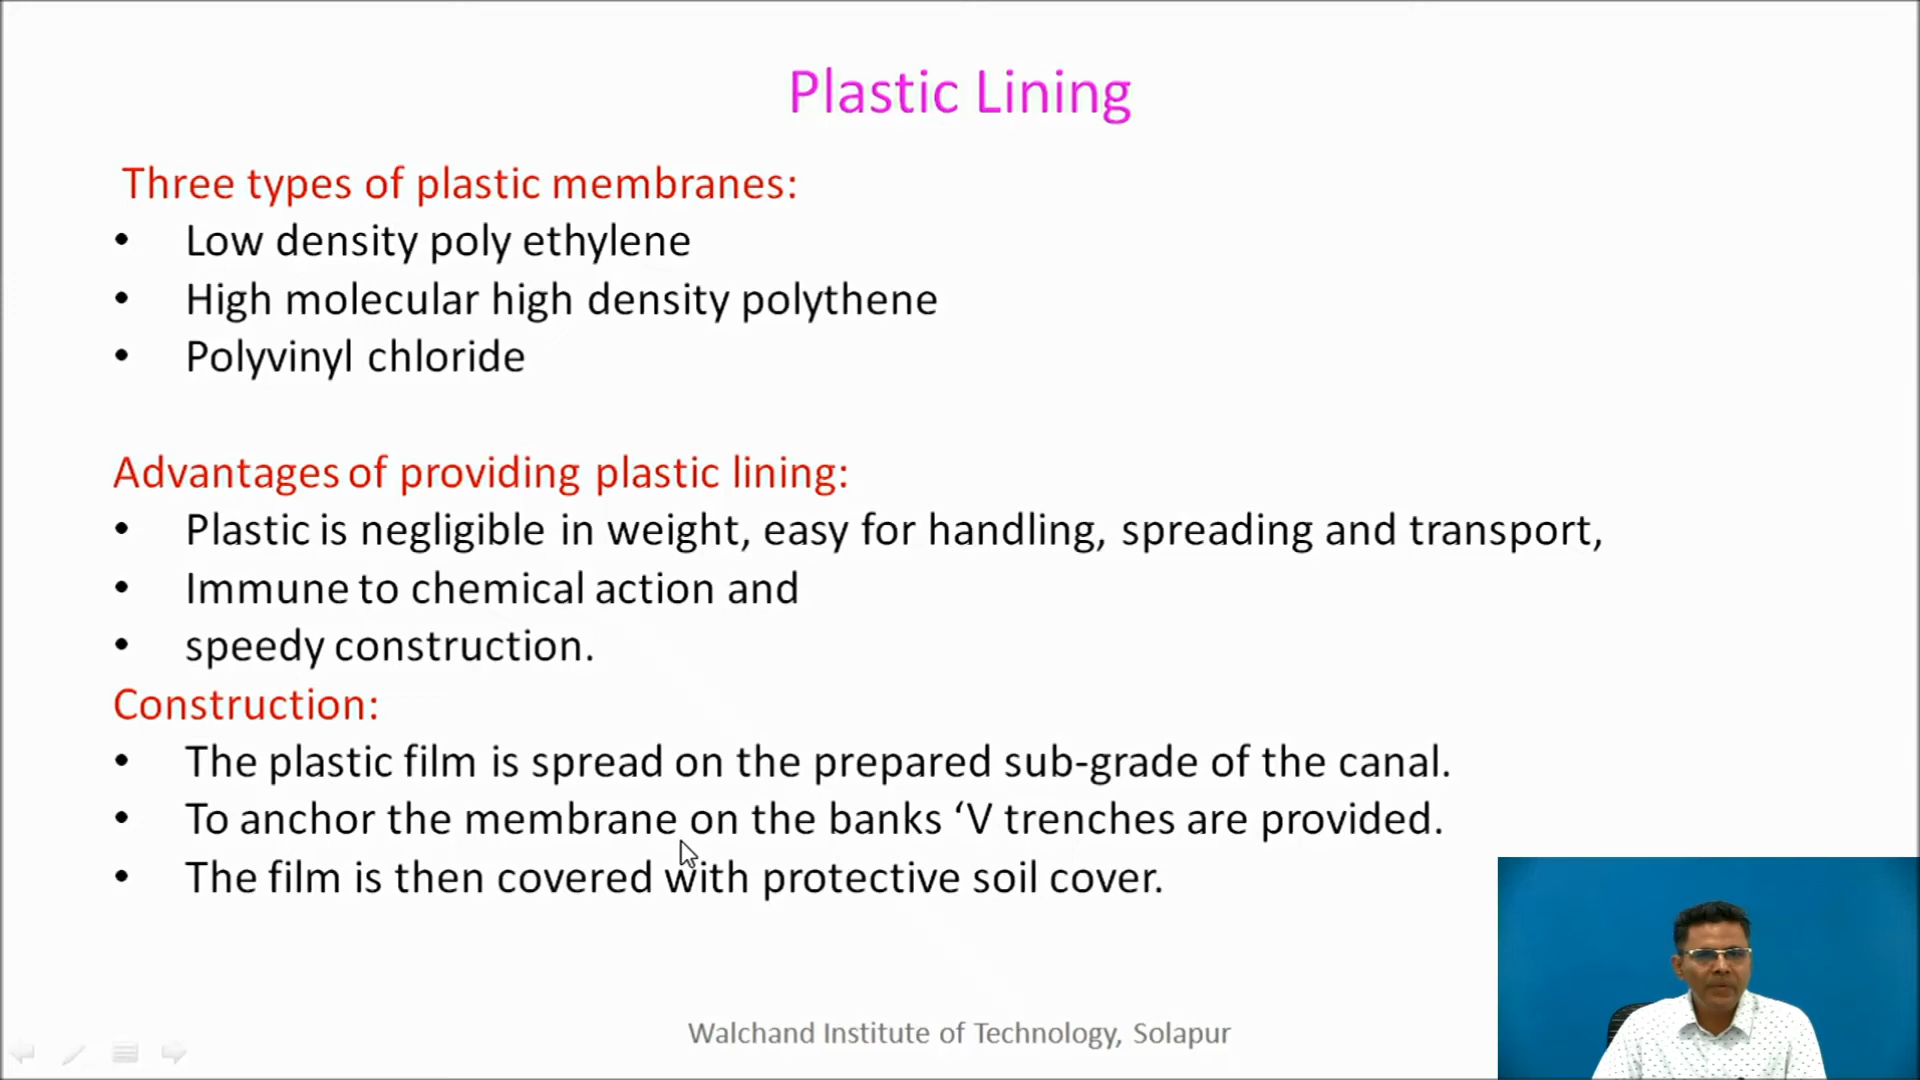 Plastic Lining
Three types of plastic membranes:
• Low density poly ethylene
• High molecular high density polythene
• Polyvinyl chloride
Advantages of providing plastic lining:
• Plastic is negligible in weight, easy for handling, spreading and transport,
• Immune to chemical action and
• speedy construction.
Construction:
• The plastic film is spread on the prepared sub-grade of the canal.
• To anchor the membrane on the banks ‘V trenches are provided.
• The film is then covered with protective soil cover.
Walchand Institute of Technology, Solapur